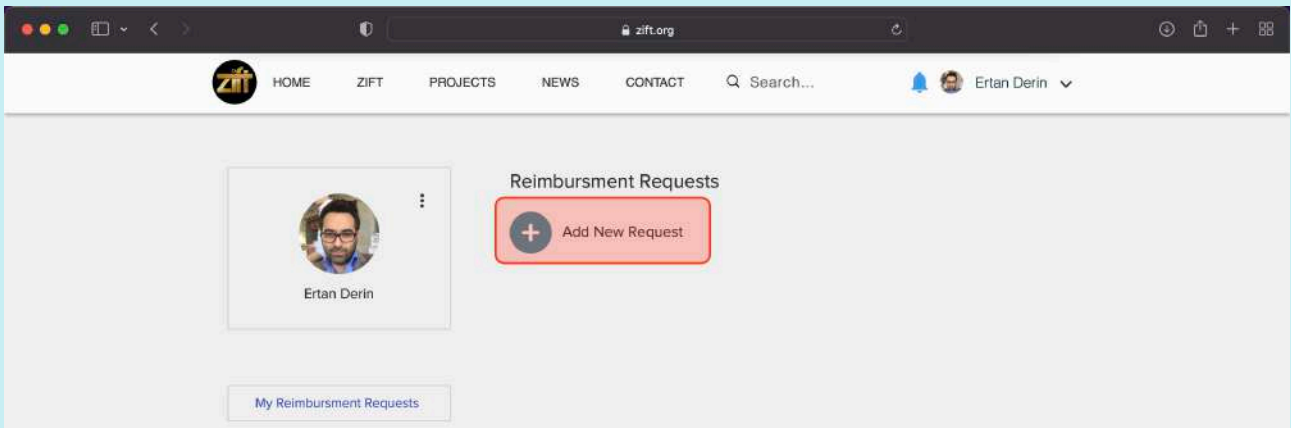 zift.org
zift HOME ZIFT PROJECTS NEWS CONTACT Search... Ertan Derin
Reimbursment Requests
Add New Request
Ertan Derin
My Reimbursment Requests